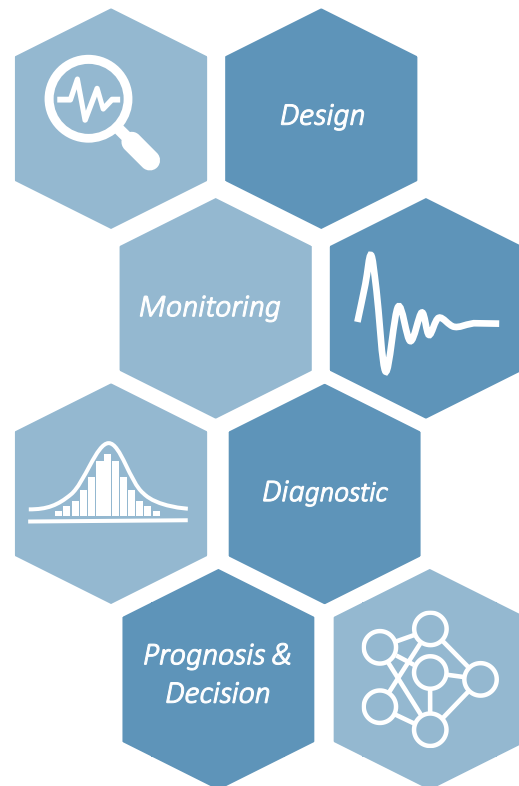 Design
Monitoring
Diagnostic
Prognosis &
Decision